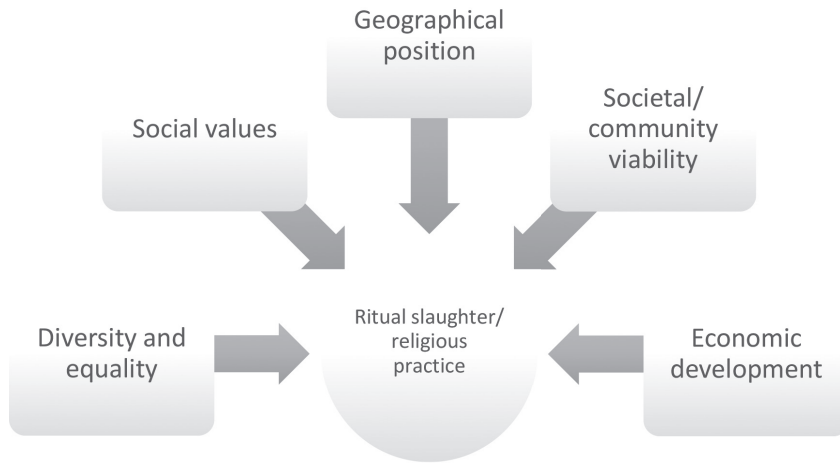 Geographical
position
Social values
Societal/
community
viability
Diversity and
equality
Ritual slaughter/
religious
practice
Economic
development